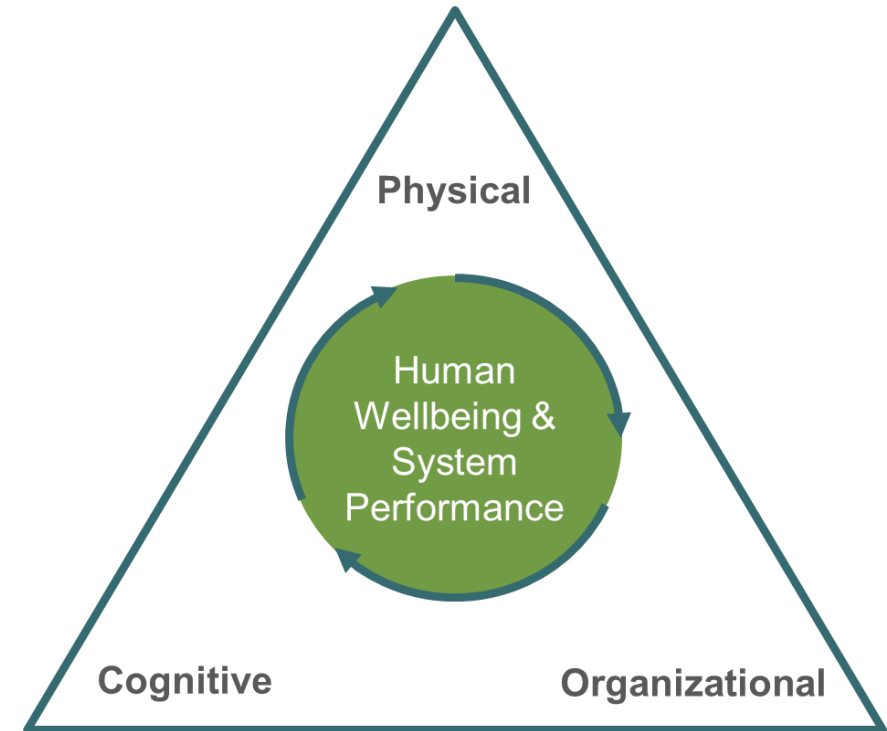 Physical
Human
Wellbeing &
System
Performance
Cognitive
Organizational